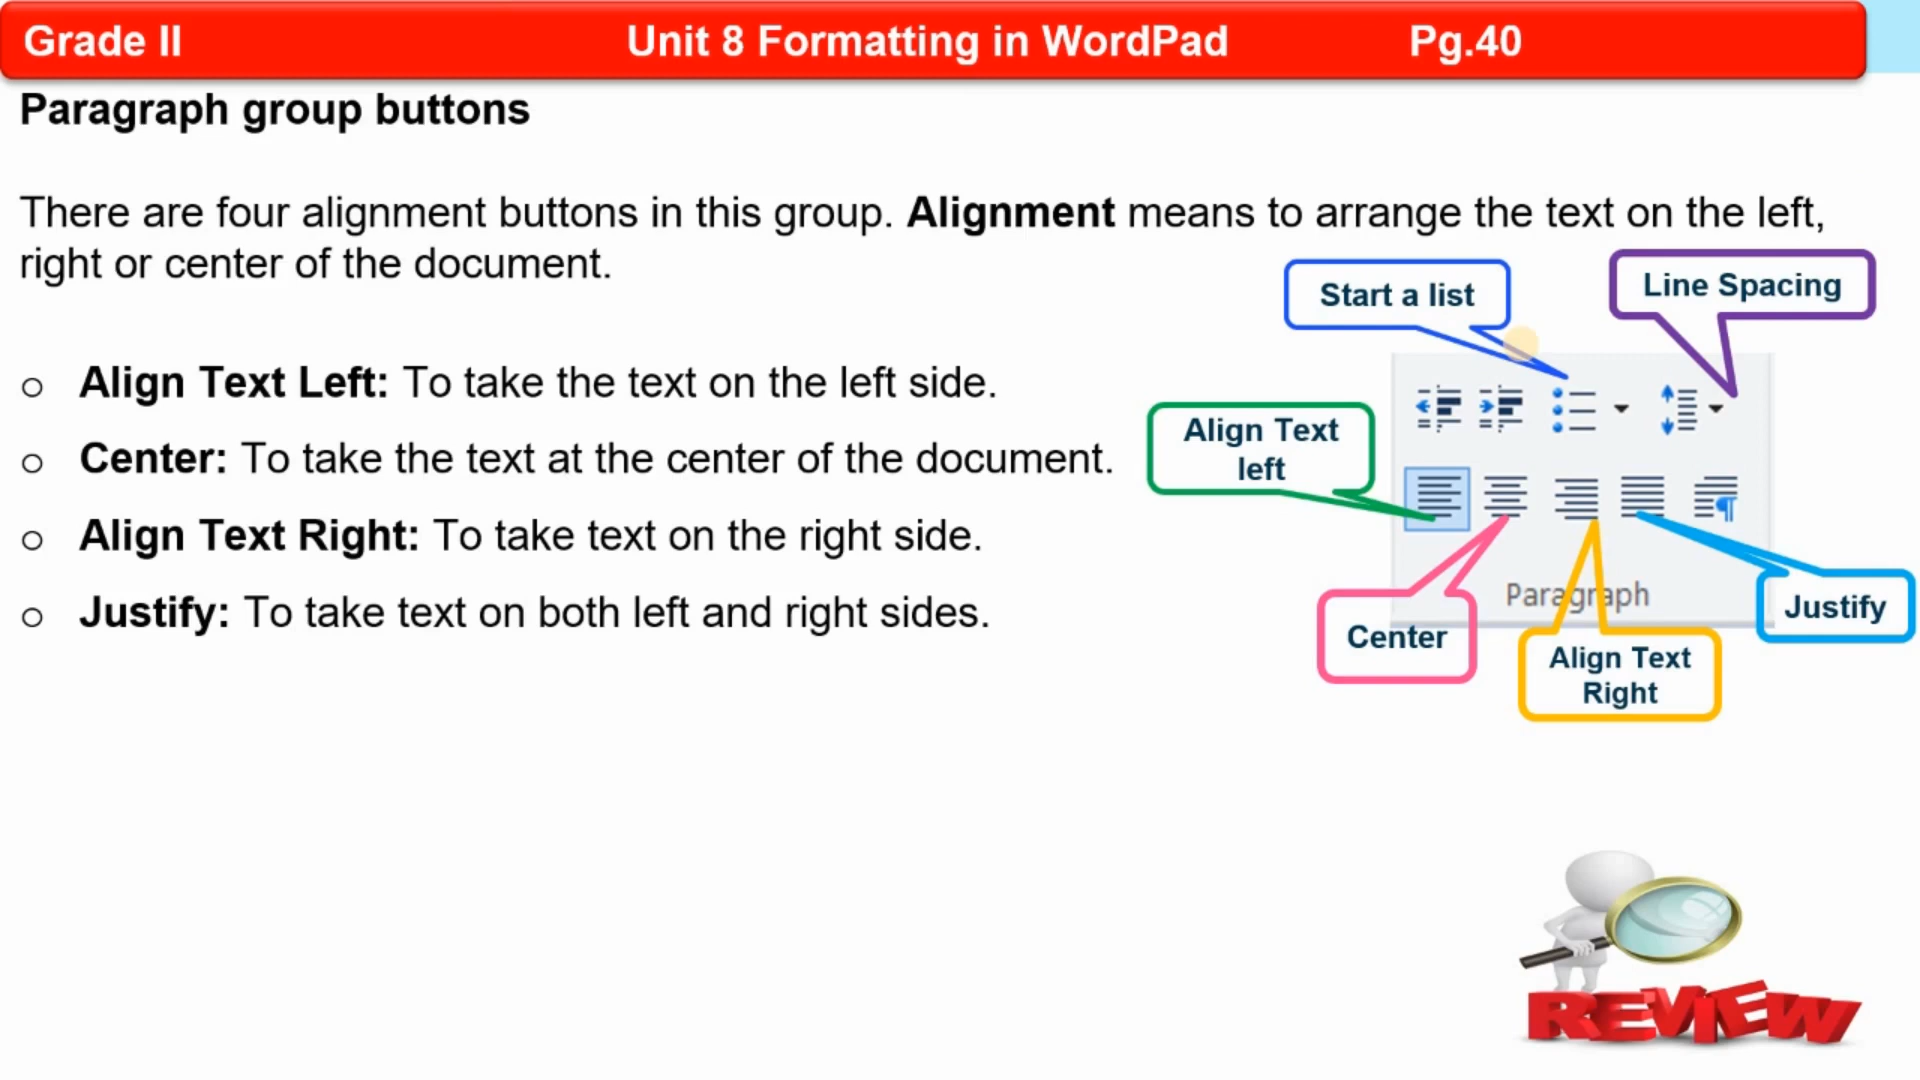 Grade II Unit 8 Formatting in WordPad Pg.40
Paragraph group buttons
There are four alignment buttons in this group. Alignment means to arrange the text on the left,
right or center of the document.
Start a list
Line Spacing
o Align Text Left: To take the text on the left side.
o Center: To take the text at the center of the document.
o Align Text Right: To take text on the right side.
o Justify: To take text on both left and right sides.
Align Text
left
Paragraph
Center
Align Text
Right
Justify
REVIEW